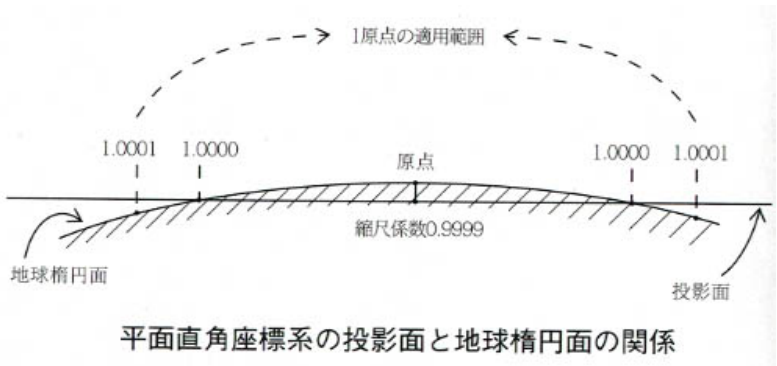 1原点の適用範囲
1.0001 1.0000 原点 1.0000 1.0001
縮尺係数0.9999
地球楕円面
投影面
平面直角座標系の投影面と地球楕円面の関係